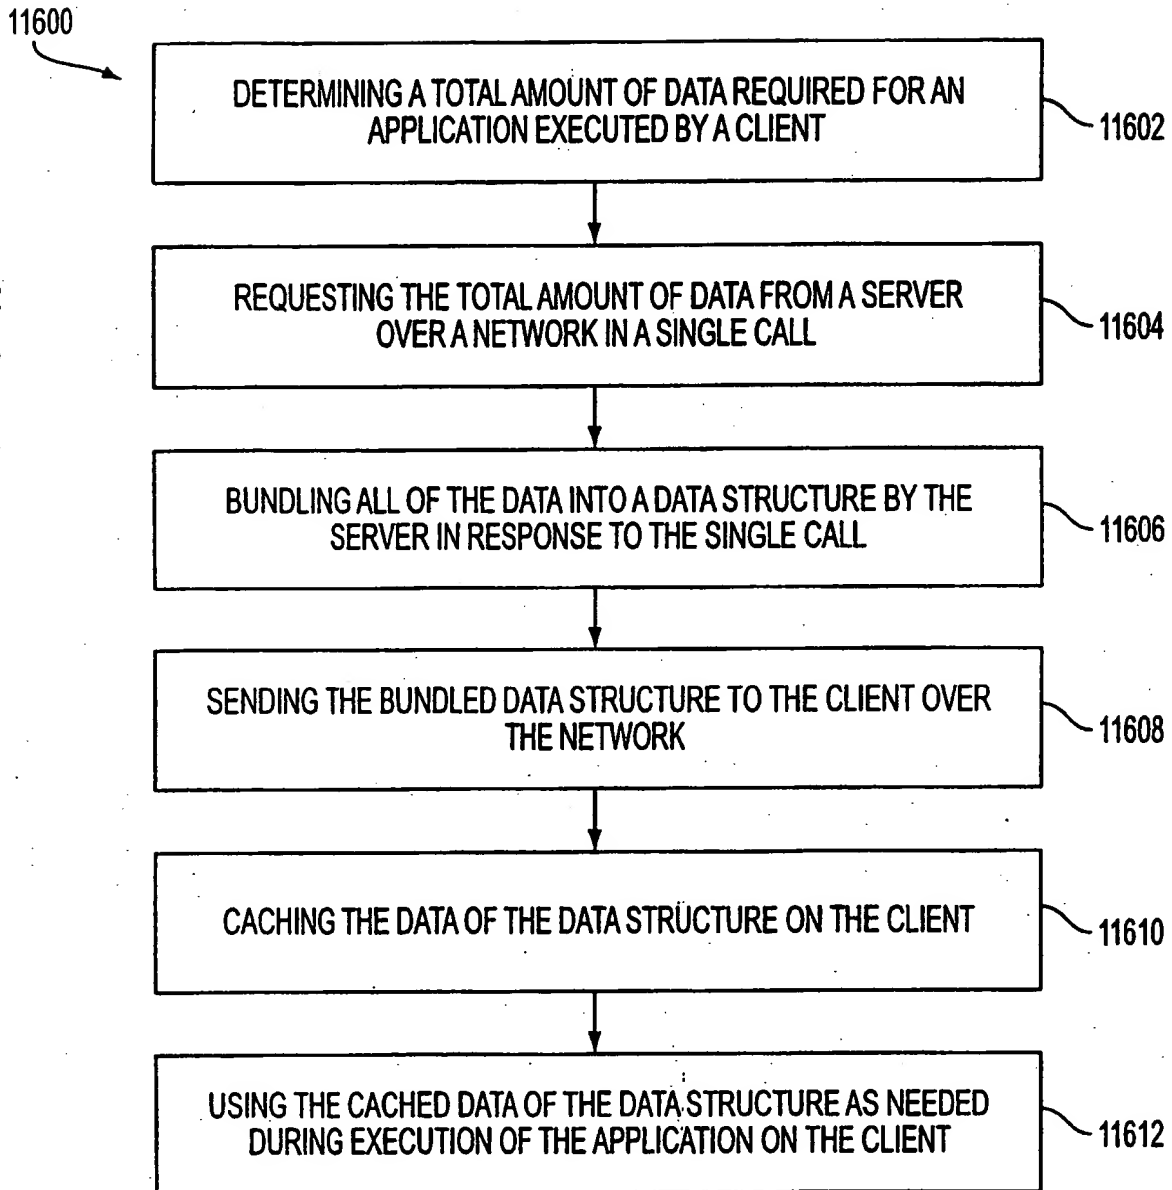 11600
DETERMINING A TOTAL AMOUNT OF DATA REQUIRED FOR AN
APPLICATION EXECUTED BY A CLIENT
11602
REQUESTING THE TOTAL AMOUNT OF DATA FROM A SERVER
OVER A NETWORK IN A SINGLE CALL
11604
BUNDLING ALL OF THE DATA INTO A DATA STRUCTURE BY THE
SERVER IN RESPONSE TO THE SINGLE CALL
11606
SENDING THE BUNDLED DATA STRUCTURE TO THE CLIENT OVER
THE NETWORK
11608
CACHING THE DATA OF THE DATA STRUCTURE ON THE CLIENT
11610
USING THE CACHED DATA OF THE DATA STRUCTURE AS NEEDED
DURING EXECUTION OF THE APPLICATION ON THE CLIENT
11612